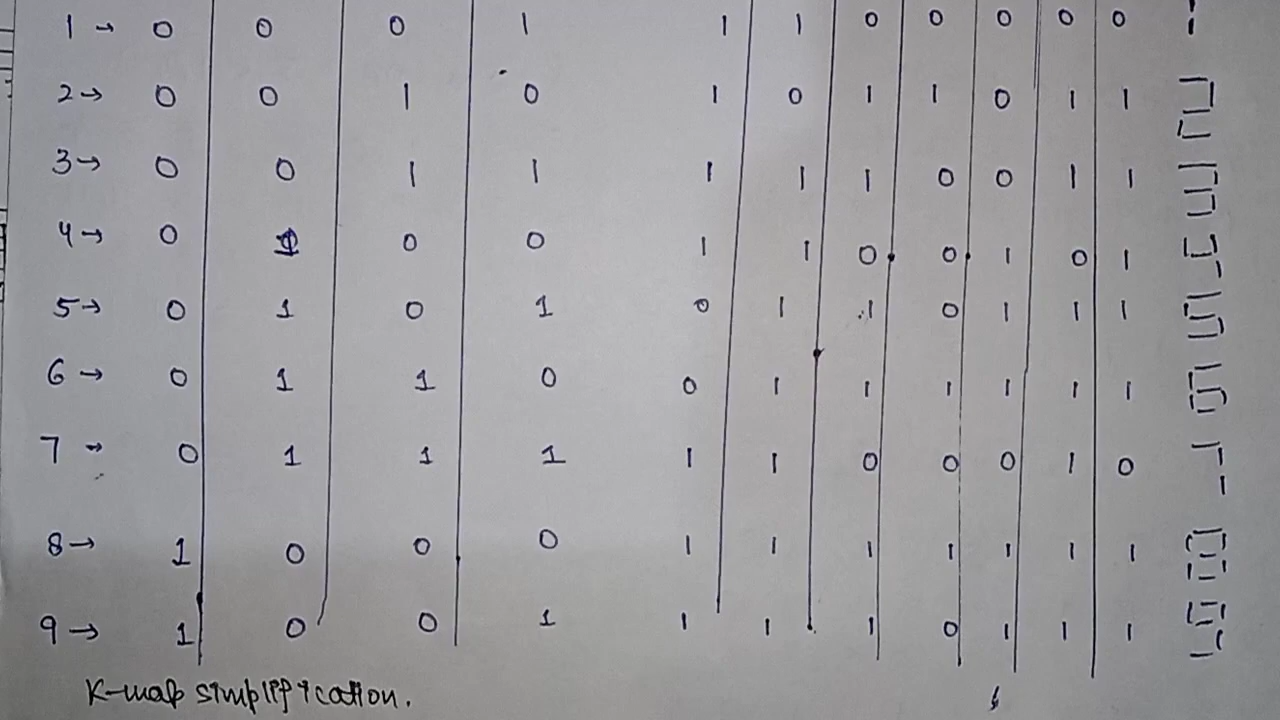 1 → 0 0 0 1 1 1 0 0 0 0 0
2 → 0 0 1 0 1 0 1 1 0 1 1
3 → 0 0 1 1 1 1 1 0 0 1 1
4 → 0 1 0 0 1 1 0 0 1 0 1
5 → 0 1 0 1 0 1 1 0 1 1 1
6 → 0 1 1 0 0 1 1 1 1 1 1
7 → 0 1 1 1 1 1 0 0 0 1 0
8 → 1 0 0 0 1 1 1 1 1 1 1
9 → 1 0 0 1 1 1 1 0 1 1 1
K-map simplification.